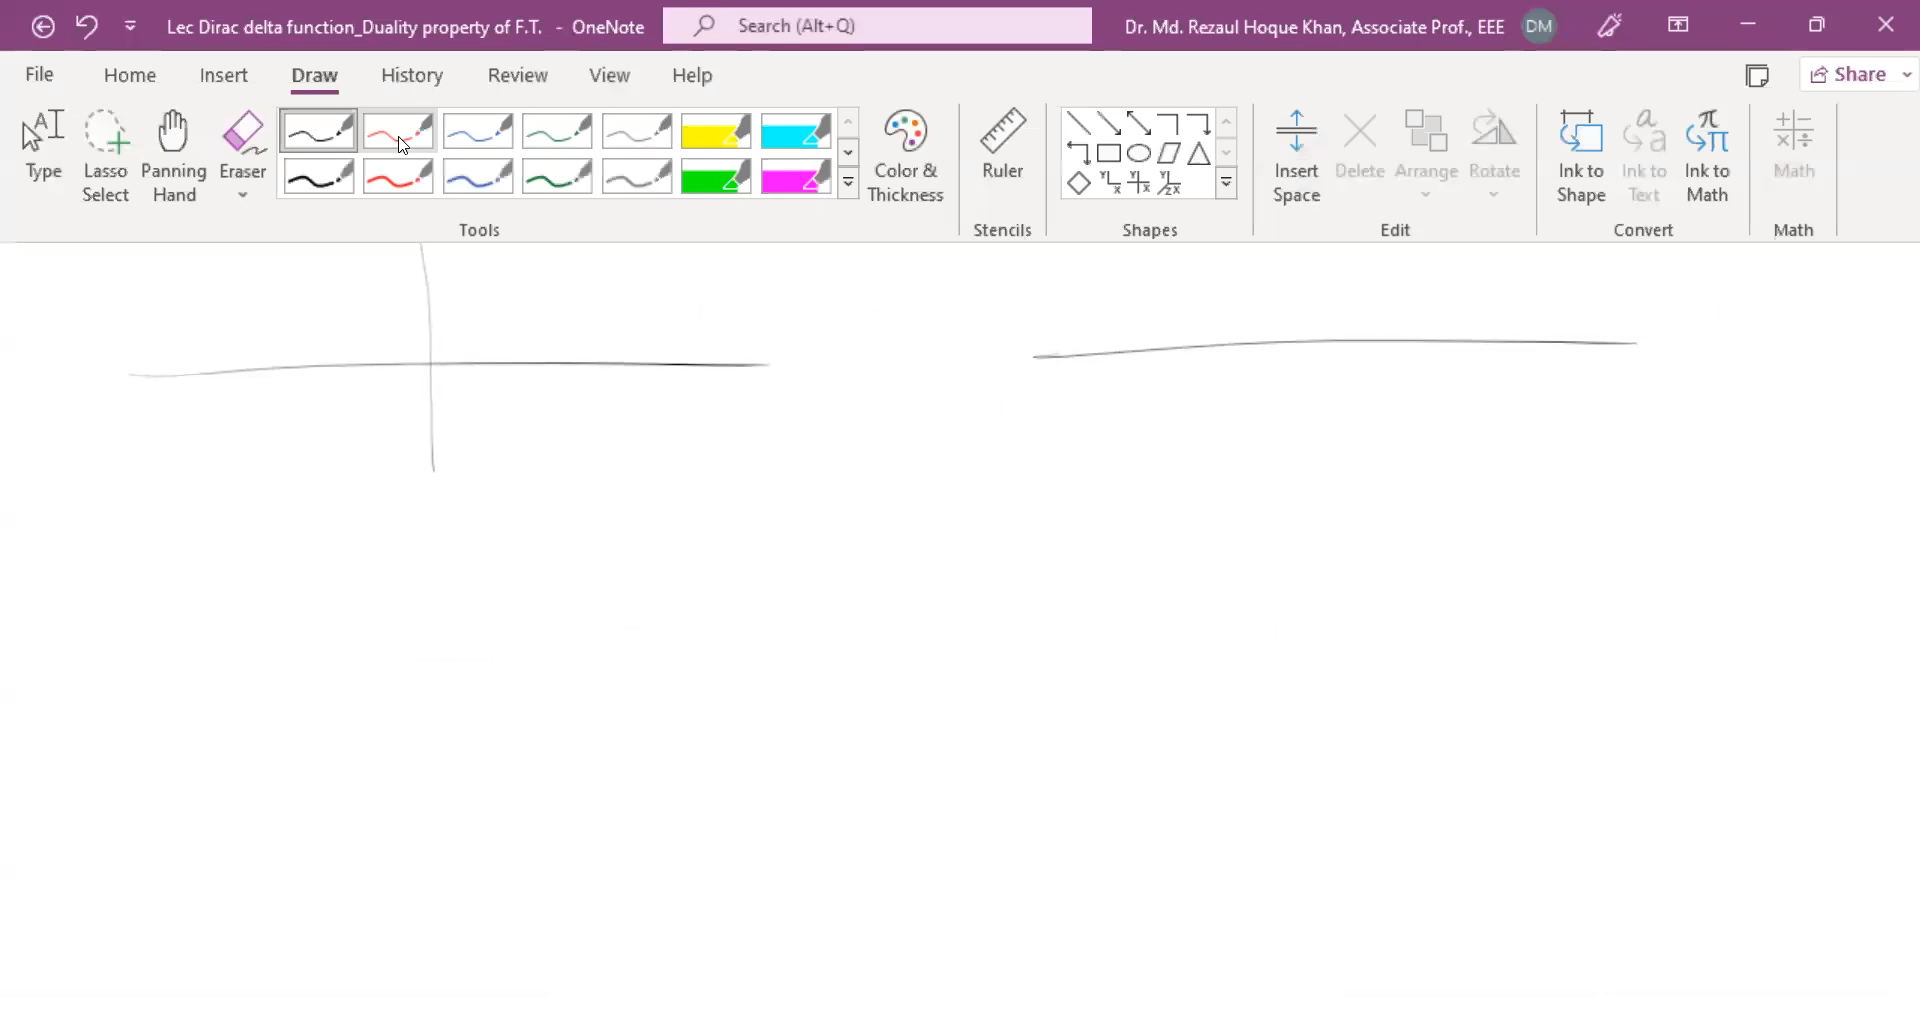 Lec Dirac delta function_Duality property of F.T. - OneNote
Search (Alt+Q)
Dr. Md. Rezaul Hoque Khan, Associate Prof., EEE DM
File Home Insert Draw History Review View Help Share
Type
Lasso Select
Panning Hand
Eraser
Color & Thickness
Ruler
Insert Space
Delete
Arrange
Rotate
Ink to Shape
Ink to Text
Ink to Math
Math
Tools Stencils Shapes Edit Convert Math